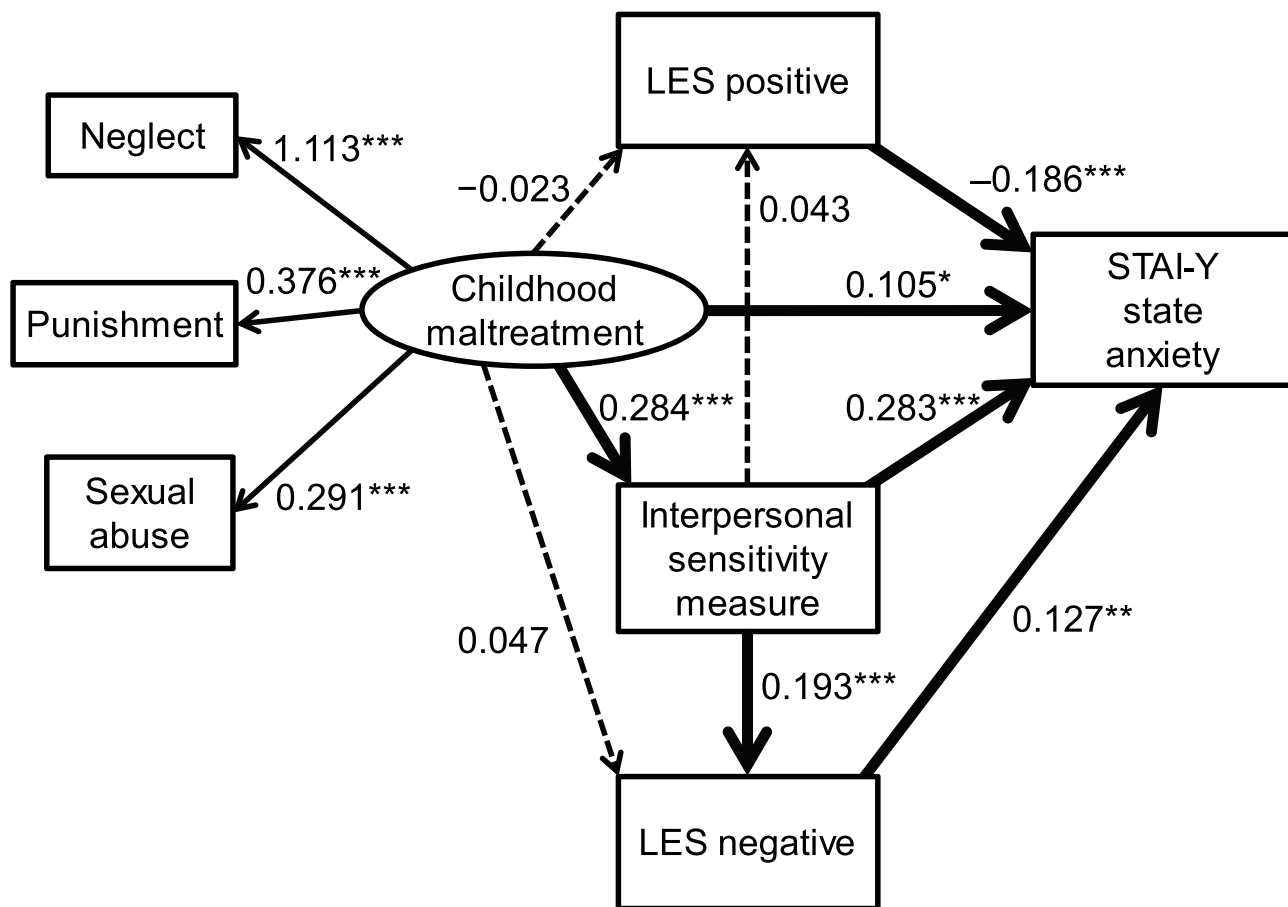 LES positive
Neglect
1.113***
−0.023
0.043
–0.186***
Punishment
0.376***
Childhood
maltreatment
0.105*
STAI-Y
state
anxiety
0.284***
0.283***
Sexual
abuse
0.291***
Interpersonal
sensitivity
measure
0.047
0.193***
0.127**
LES negative